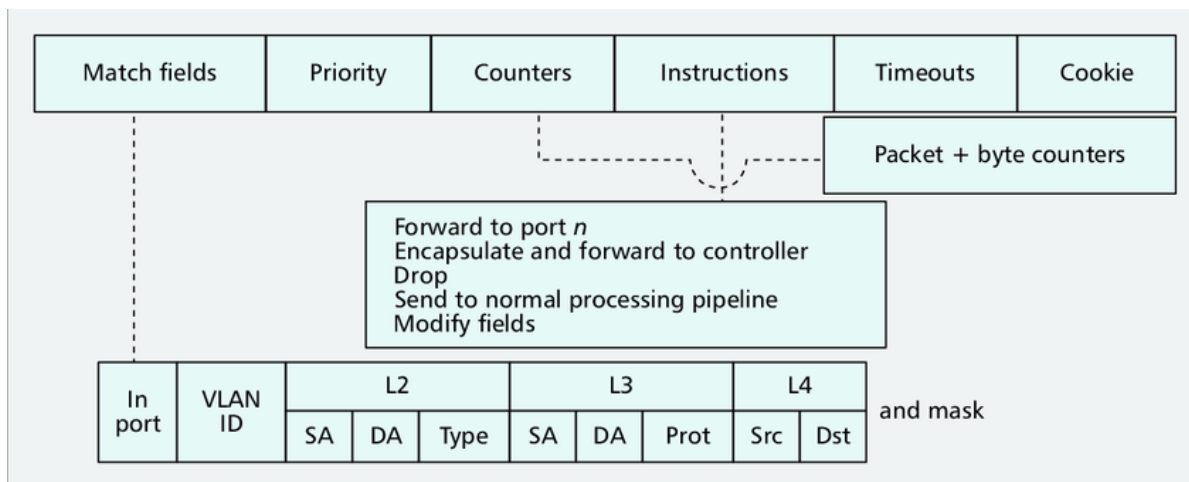 Match fields Priority Counters Instructions Timeouts Cookie
Packet + byte counters
Forward to port n
Encapsulate and forward to controller
Drop
Send to normal processing pipeline
Modify fields
In port
VLAN ID
L2 L3 L4
SA DA Type SA DA Prot Src Dst
and mask